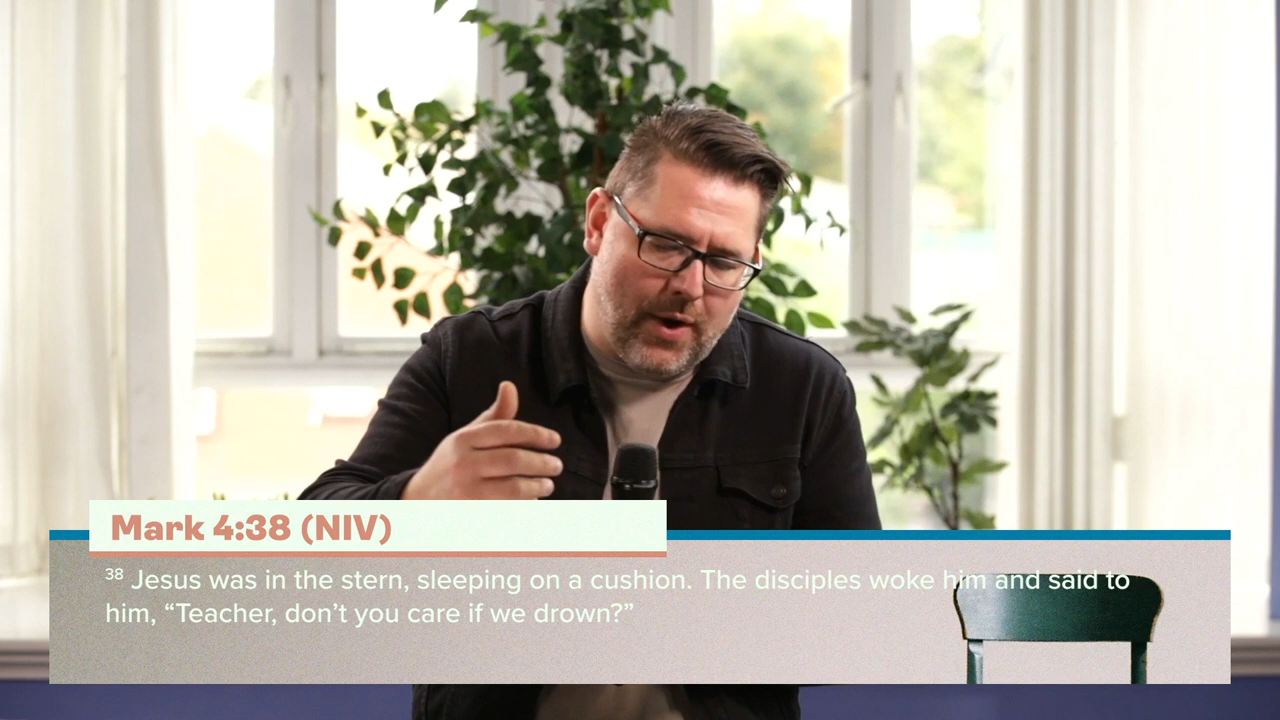 Mark 4:38 (NIV)
38 Jesus was in the stern, sleeping on a cushion. The disciples woke him and said to
him, “Teacher, don’t you care if we drown?”